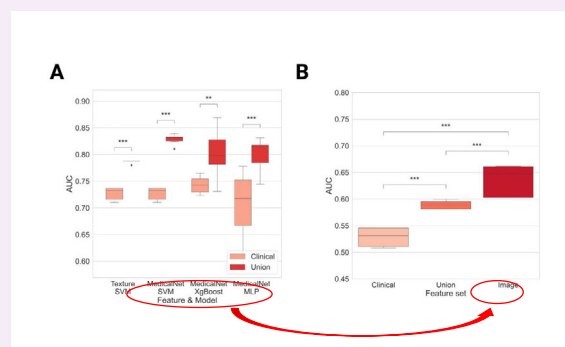 A
B
0.90
0.85
0.80
0.75
0.70
0.65
0.60
AUC
***
***
**
***
Clinical
Union
Texture MedicalNet MedicalNet MedicalNet
SVM SVM XgBoost MLP
Feature & Model
0.80
0.75
0.70
0.65
0.60
0.55
0.50
0.45
AUC
***
***
***
Clinical Union Image
Feature set